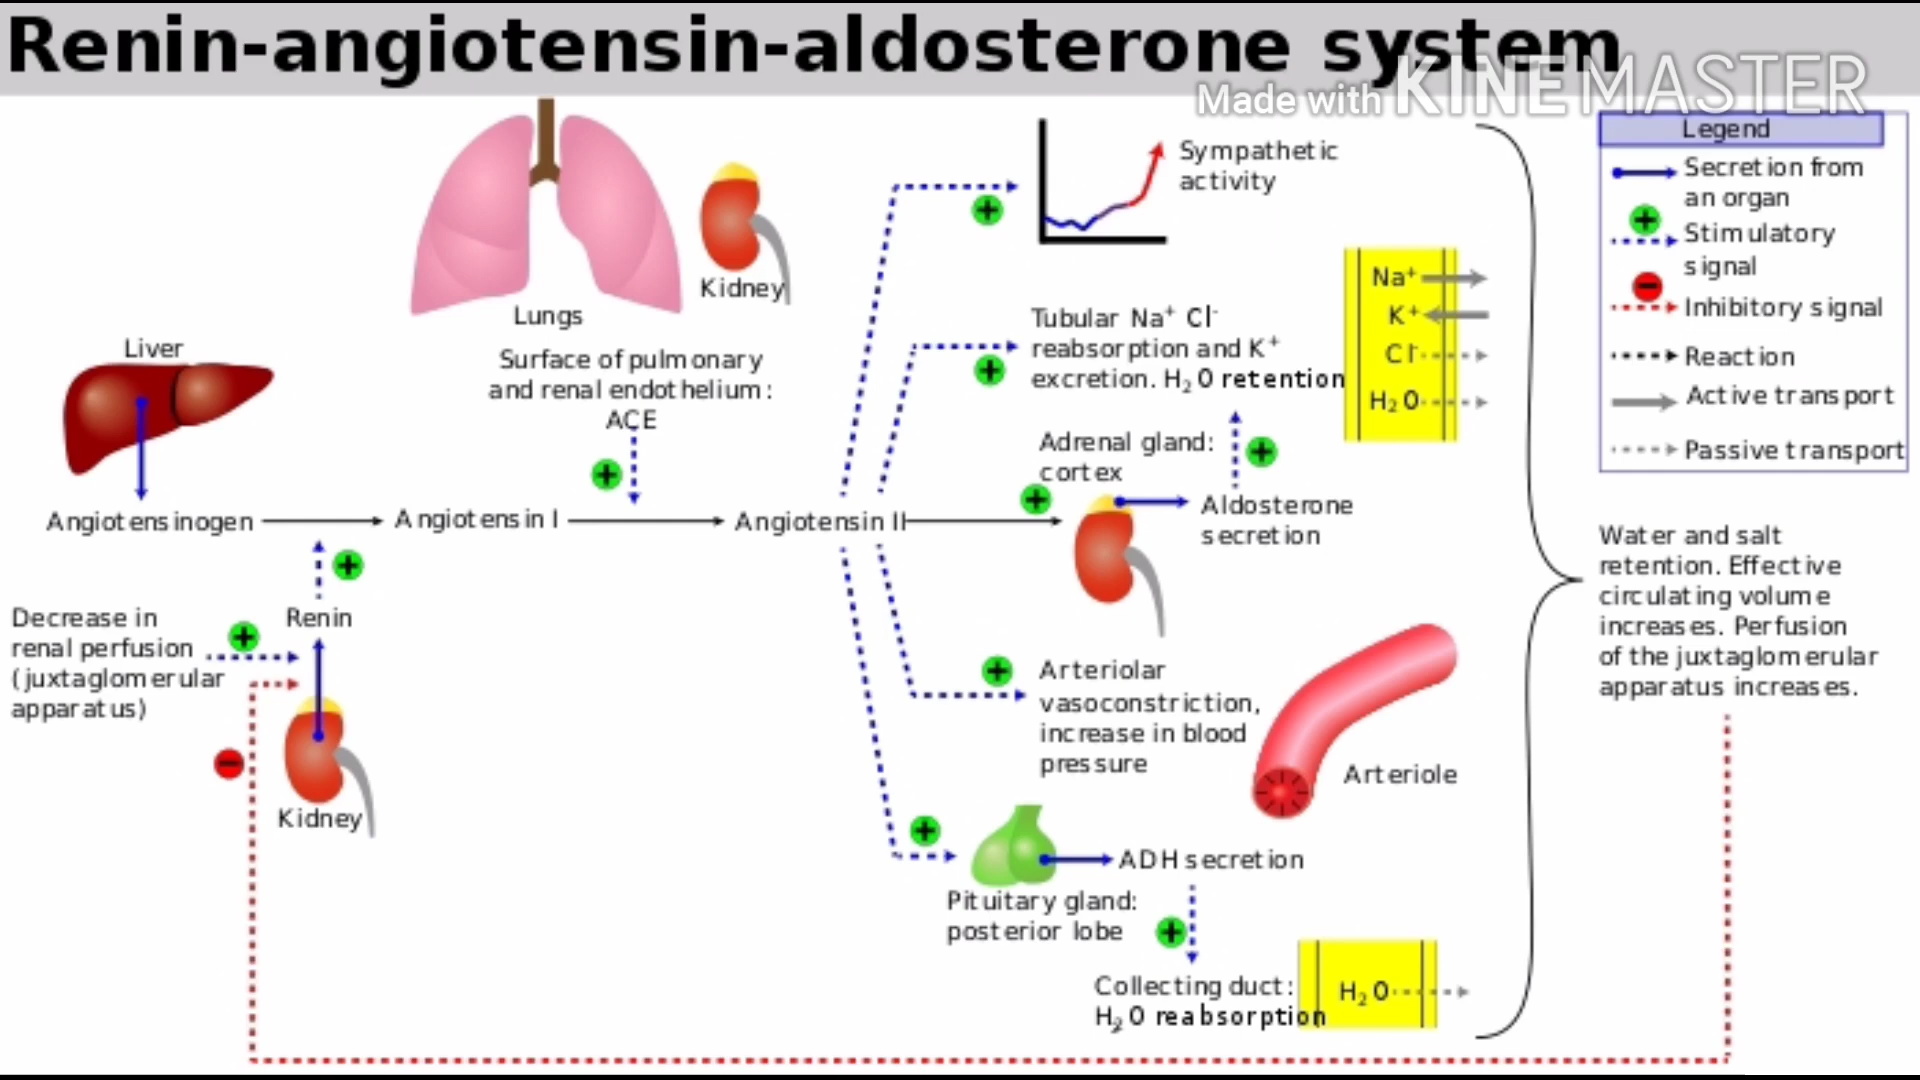 Renin-angiotensin-aldosterone system
Made with KINEMASTER
Legend
Secretion from
an organ
Stimulatory
signal
Inhibitory signal
Reaction
Active transport
Passive transport
Lungs
Kidney
Surface of pulmonary
and renal endothelium:
ACE
Liver
Angiotensinogen
Angiotensin I
Angiotensin II
Decrease in
renal perfusion
(juxtaglomerular
apparatus)
Renin
Kidney
Sympathetic
activity
Tubular Na⁺ Cl⁻
reabsorption and K⁺
excretion. H₂O retention
Na⁺
K⁺
Cl⁻
H₂O
Adrenal gland:
cortex
Aldosterone
secretion
Arteriolar
vasoconstriction,
increase in blood
pressure
Arteriole
ADH secretion
Pituitary gland:
posterior lobe
Collecting duct:
H₂O reabsorption
H₂O
Water and salt
retention. Effective
circulating volume
increases. Perfusion
of the juxtaglomerular
apparatus increases.